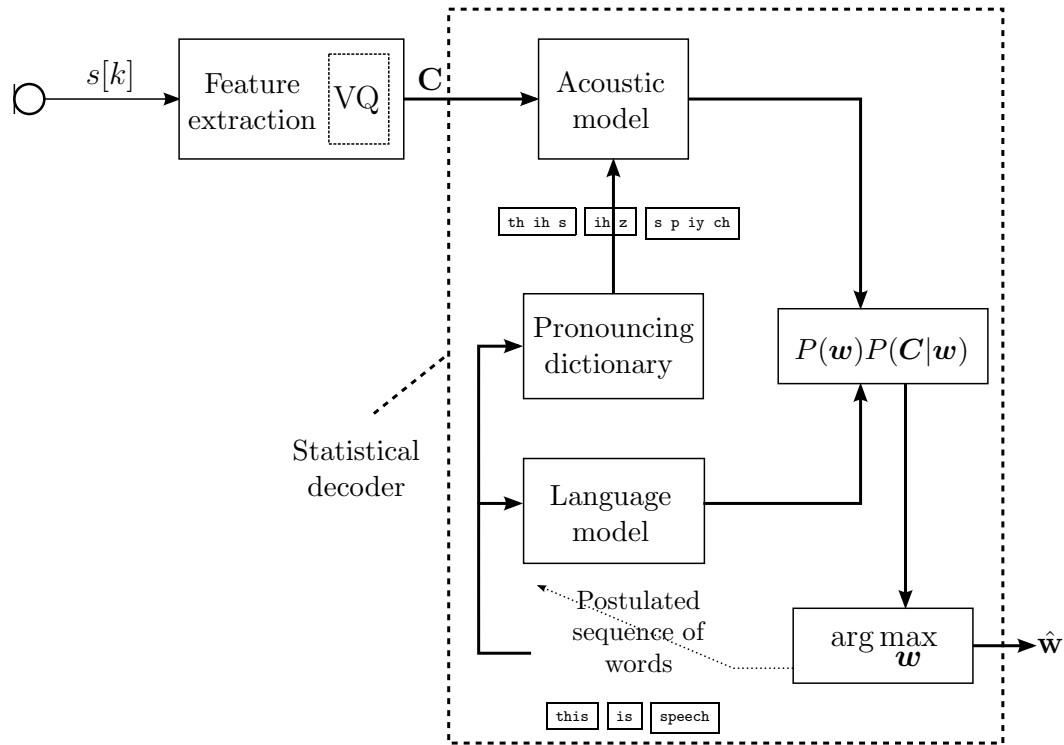 s[k]
Feature
extraction
VQ
C
Acoustic
model
th ih s
ih z
s p iy ch
Pronouncing
dictionary
P(w)P(C|w)
Statistical
decoder
Language
model
Postulated
sequence of
words
arg max
w
ŵ
this
is
speech